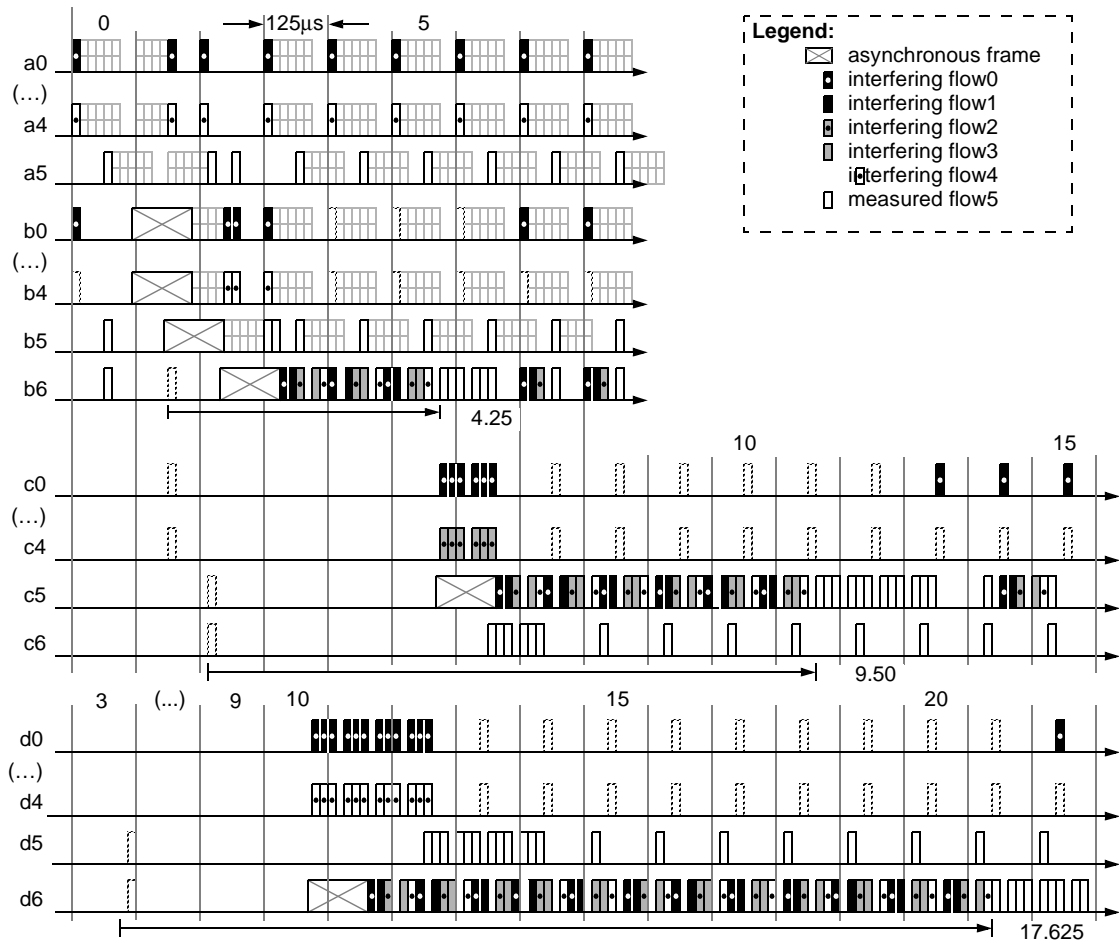 0 125µs 5
Legend:
asynchronous frame
interfering flow0
interfering flow1
interfering flow2
interfering flow3
interfering flow4
measured flow5
a0
(…)
a4
a5
b0
(…)
b4
b5
b6
4.25
10 15
c0
(…)
c4
c5
c6
9.50
3 (...) 9 10 15 20
d0
(…)
d4
d5
d6
17.625